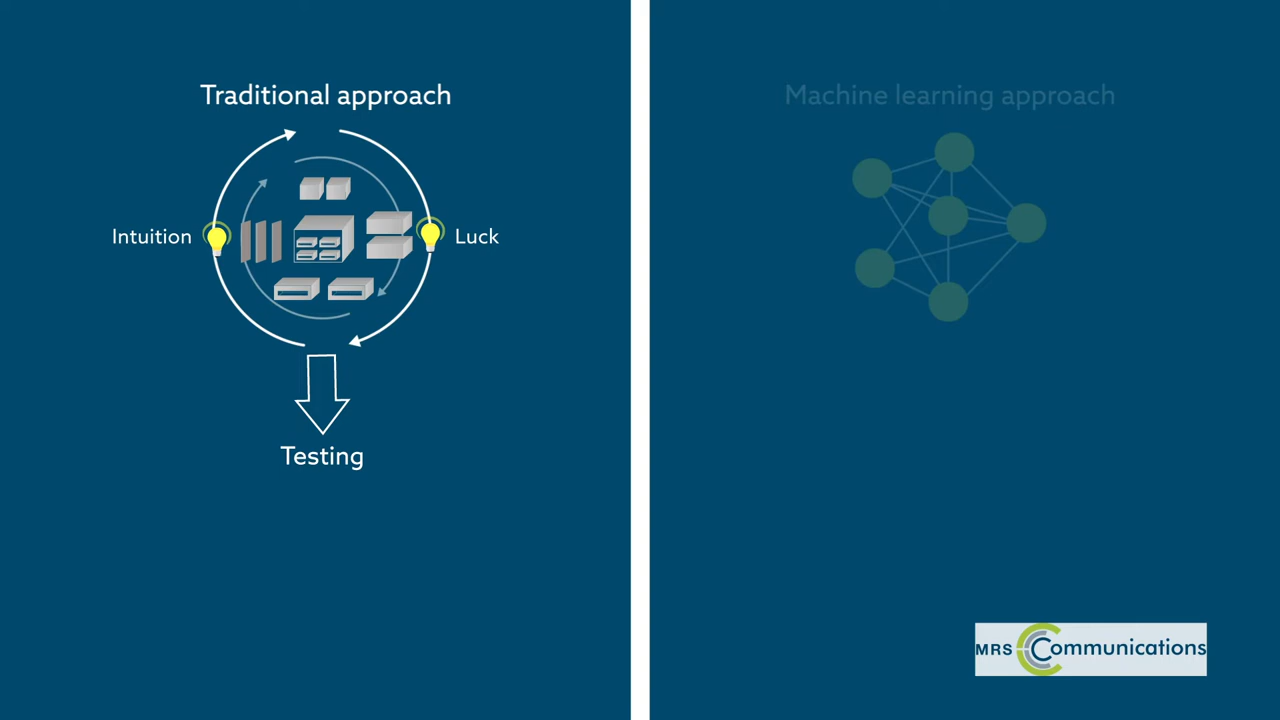 Traditional approach
Intuition
Luck
Testing
Machine learning approach
MRS Communications